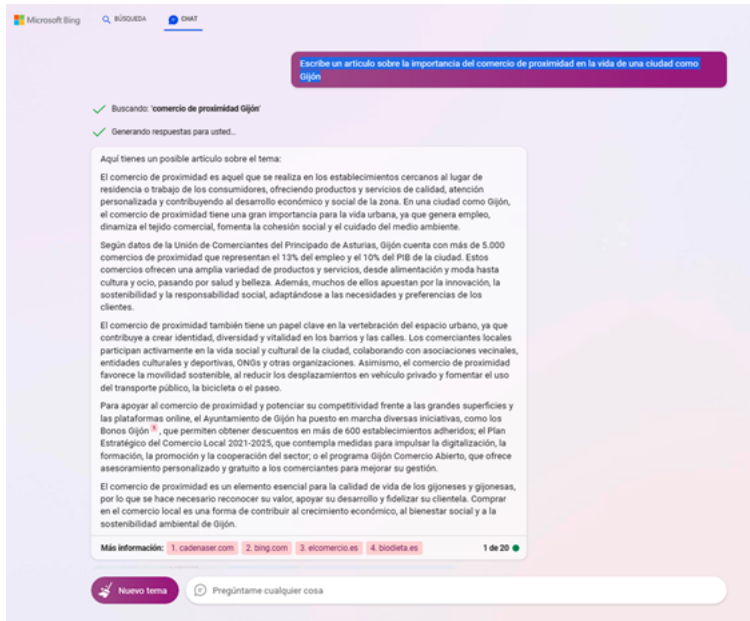 Microsoft Bing
BÚSQUEDA
CHAT
Escribe un artículo sobre la importancia del comercio de proximidad en la vida de una ciudad como
Gijón
Buscando: 'comercio de proximidad Gijón'
Generando respuestas para usted...
Aquí tienes un posible artículo sobre el tema:
El comercio de proximidad es aquel que se realiza en los establecimientos cercanos al lugar de
residencia o trabajo de los consumidores, ofreciendo productos y servicios de calidad, atención
personalizada y contribuyendo al desarrollo económico y social de la zona. En una ciudad como Gijón,
el comercio de proximidad tiene una gran importancia para la vida urbana, ya que genera empleo,
dinamiza el tejido comercial, fomenta la cohesión social y el cuidado del medio ambiente.
Según datos de la Unión de Comerciantes del Principado de Asturias, Gijón cuenta con más de 5.000
comercios de proximidad que representan el 13% del empleo y el 10% del PIB de la ciudad. Estos
comercios ofrecen una amplia variedad de productos y servicios, desde alimentación y moda hasta
cultura y ocio, pasando por salud y belleza. Además, muchos de ellos apuestan por la innovación, la
sostenibilidad y la responsabilidad social, adaptándose a las necesidades y preferencias de los
clientes.
El comercio de proximidad también tiene un papel clave en la vertebración del espacio urbano, ya que
contribuye a crear identidad, diversidad y vitalidad en los barrios y las calles. Los comerciantes locales
participan activamente en la vida social y cultural de la ciudad, colaborando con asociaciones vecinales,
entidades culturales y deportivas, ONGs y otras organizaciones. Asimismo, el comercio de proximidad
favorece la movilidad sostenible, al reducir los desplazamientos en vehículo privado y fomentar el uso
del transporte público, la bicicleta o el paseo.
Para apoyar al comercio de proximidad y potenciar su competitividad frente a las grandes superficies y
las plataformas online, el Ayuntamiento de Gijón ha puesto en marcha diversas iniciativas, como los
Bonos Gijón , que permiten obtener descuentos en más de 600 establecimientos adheridos; el Plan
Estratégico del Comercio Local 2021-2025, que contempla medidas para impulsar la digitalización, la
formación, la promoción y la cooperación del sector; o el programa Gijón Comercio Abierto, que ofrece
asesoramiento personalizado y gratuito a los comerciantes para mejorar su gestión.
El comercio de proximidad es un elemento esencial para la calidad de vida de los gijoneses y gijonesas,
por lo que se hace necesario reconocer su valor, apoyar su desarrollo y fidelizar su clientela. Comprar
en el comercio local es una forma de contribuir al crecimiento económico, al bienestar social y a la
sostenibilidad ambiental de Gijón.
Más información: 1. cadenaser.com 2. bing.com 3. elcomercio.es 4. biodieta.es 1 de 20
Nuevo tema
Pregúntame cualquier cosa